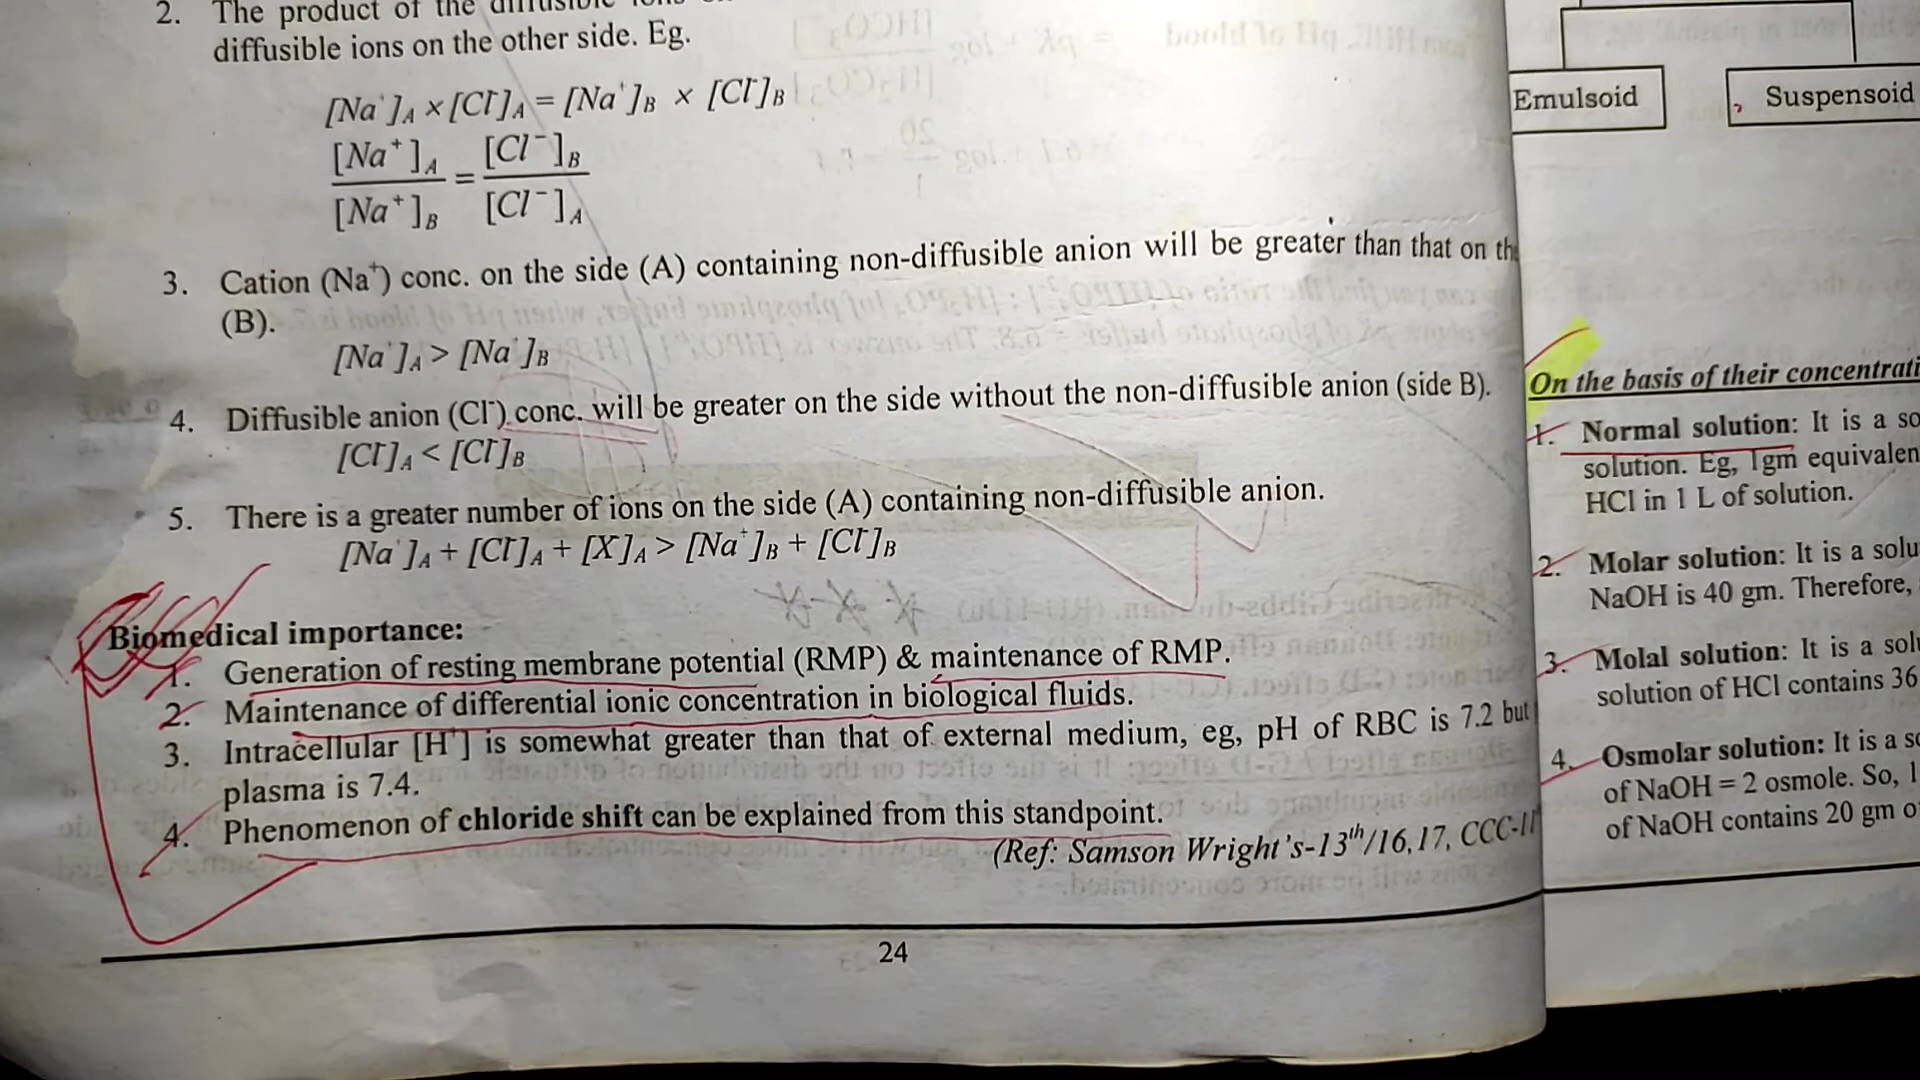 2. The product of the diffusible ions
diffusible ions on the other side. Eg.
[Na⁺]A × [Cl⁻]A = [Na⁺]B × [Cl⁻]B
[Na⁺]A / [Na⁺]B = [Cl⁻]B / [Cl⁻]A
3. Cation (Na⁺) conc. on the side (A) containing non-diffusible anion will be greater than that on the
(B).
[Na⁺]A > [Na⁺]B
4. Diffusible anion (Cl⁻) conc. will be greater on the side without the non-diffusible anion (side B).
[Cl⁻]A < [Cl⁻]B
5. There is a greater number of ions on the side (A) containing non-diffusible anion.
[Na⁺]A + [Cl⁻]A + [X]A > [Na⁺]B + [Cl⁻]B
Biomedical importance:
1. Generation of resting membrane potential (RMP) & maintenance of RMP.
2. Maintenance of differential ionic concentration in biological fluids.
3. Intracellular [H⁺] is somewhat greater than that of external medium, eg, pH of RBC is 7.2 but
plasma is 7.4.
4. Phenomenon of chloride shift can be explained from this standpoint.
(Ref: Samson Wright's-13th/16,17, CCC-II
24
Emulsoid
Suspensoid
On the basis of their
1. Normal solution: It is a
solution. Eg, 1gm
HCl in 1 L of solution.
2. Molar solution: It is a
NaOH is 40 gm. Therefore,
3. Molal solution: It is a
solution of HCl contains 36
4. Osmolar solution: It is a
of NaOH = 2 osmole. So, 1
of NaOH contains 20 gm